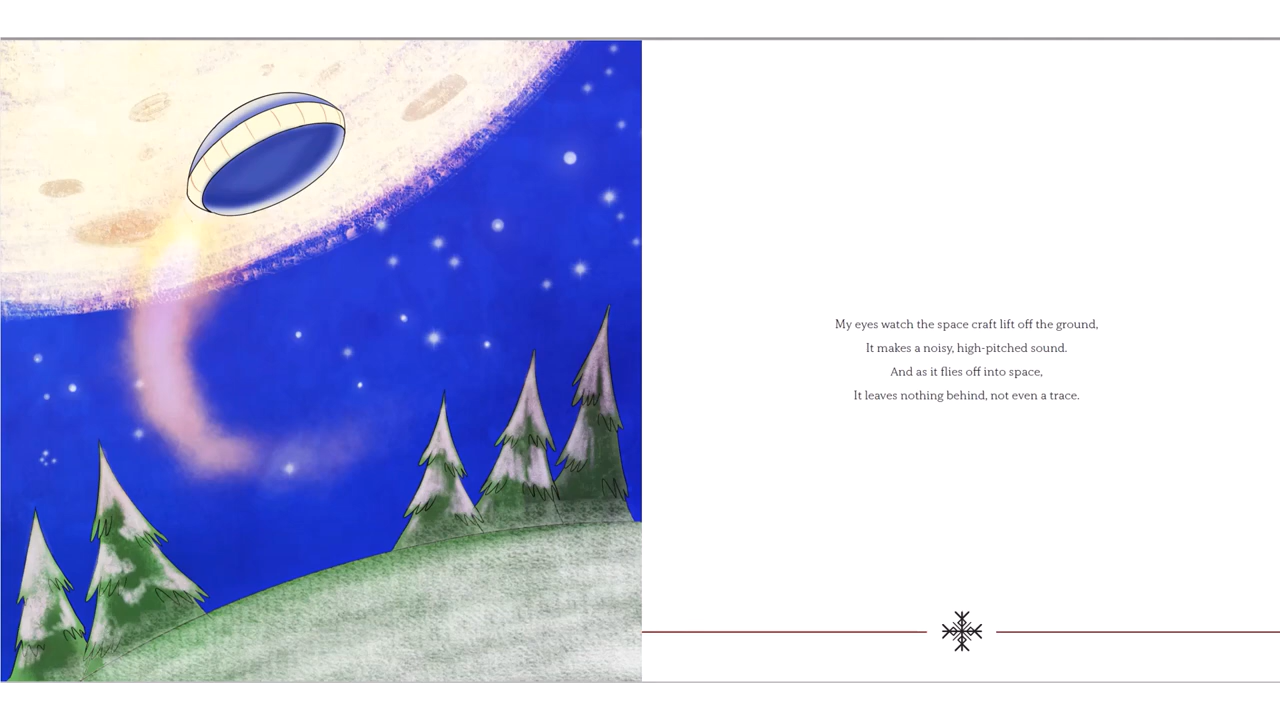 My eyes watch the space craft lift off the ground,
It makes a noisy, high-pitched sound.
And as it flies off into space,
It leaves nothing behind, not even a trace.